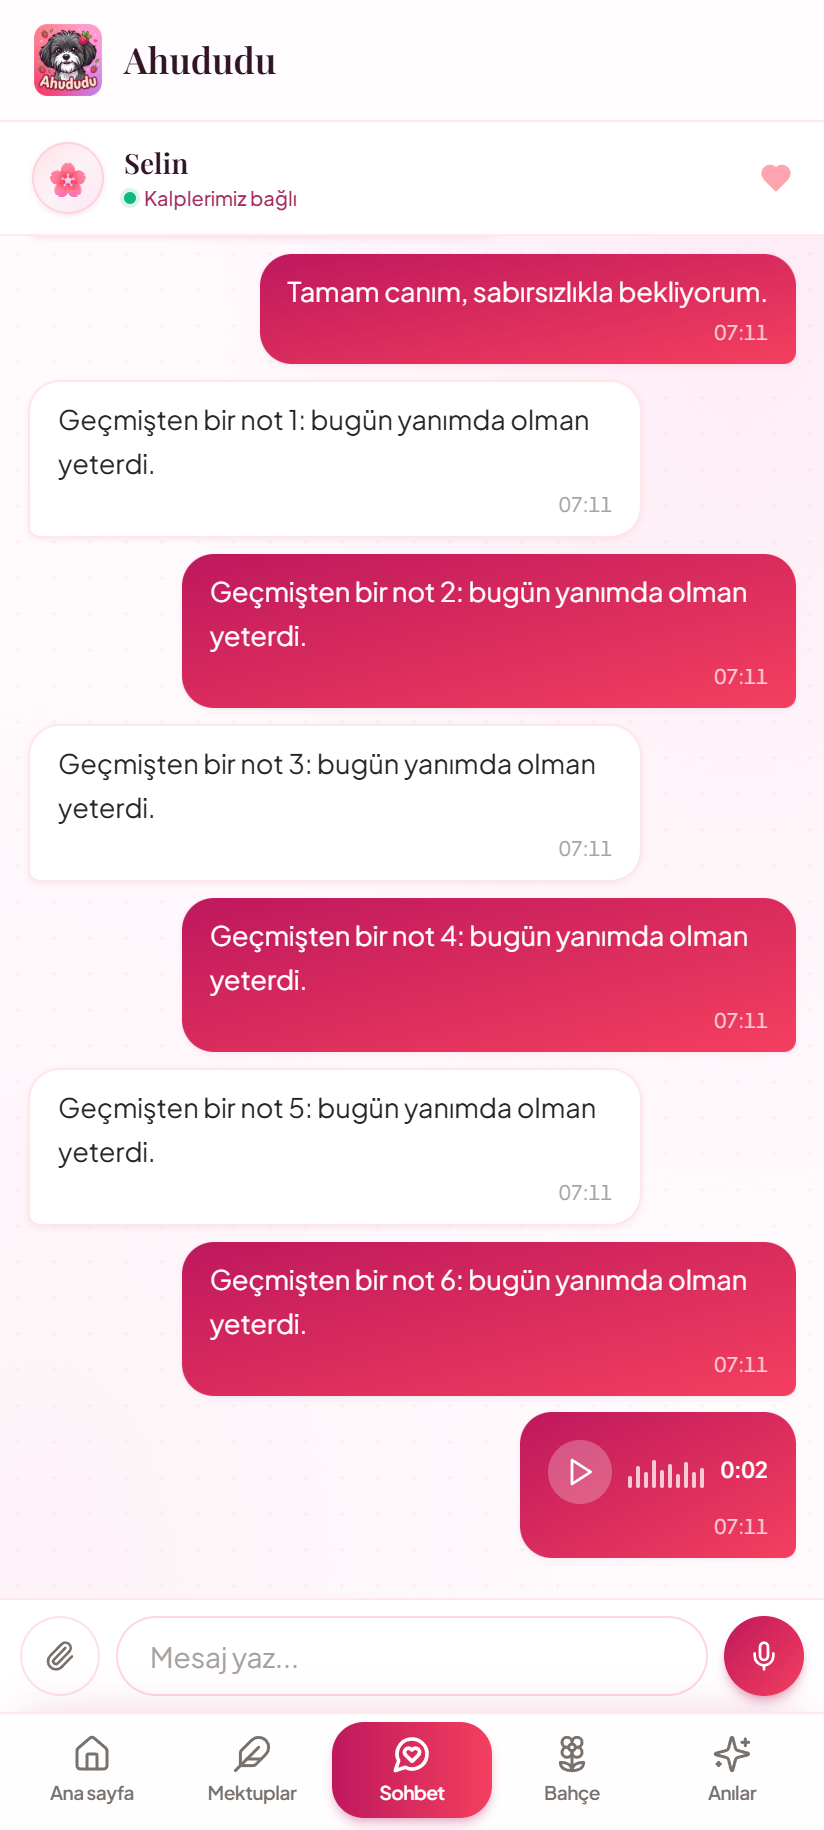 Ahududu
Ahududu
Selin
Kalplerimiz bağlı
Tamam canım, sabırsızlıkla bekliyorum.
07:11
Geçmişten bir not 1: bugün yanımda olman
yeterdi.
07:11
Geçmişten bir not 2: bugün yanımda olman
yeterdi.
07:11
Geçmişten bir not 3: bugün yanımda olman
yeterdi.
07:11
Geçmişten bir not 4: bugün yanımda olman
yeterdi.
07:11
Geçmişten bir not 5: bugün yanımda olman
yeterdi.
07:11
Geçmişten bir not 6: bugün yanımda olman
yeterdi.
07:11
0:02
07:11
Mesaj yaz...
Ana sayfa Mektuplar Sohbet Bahçe Anılar